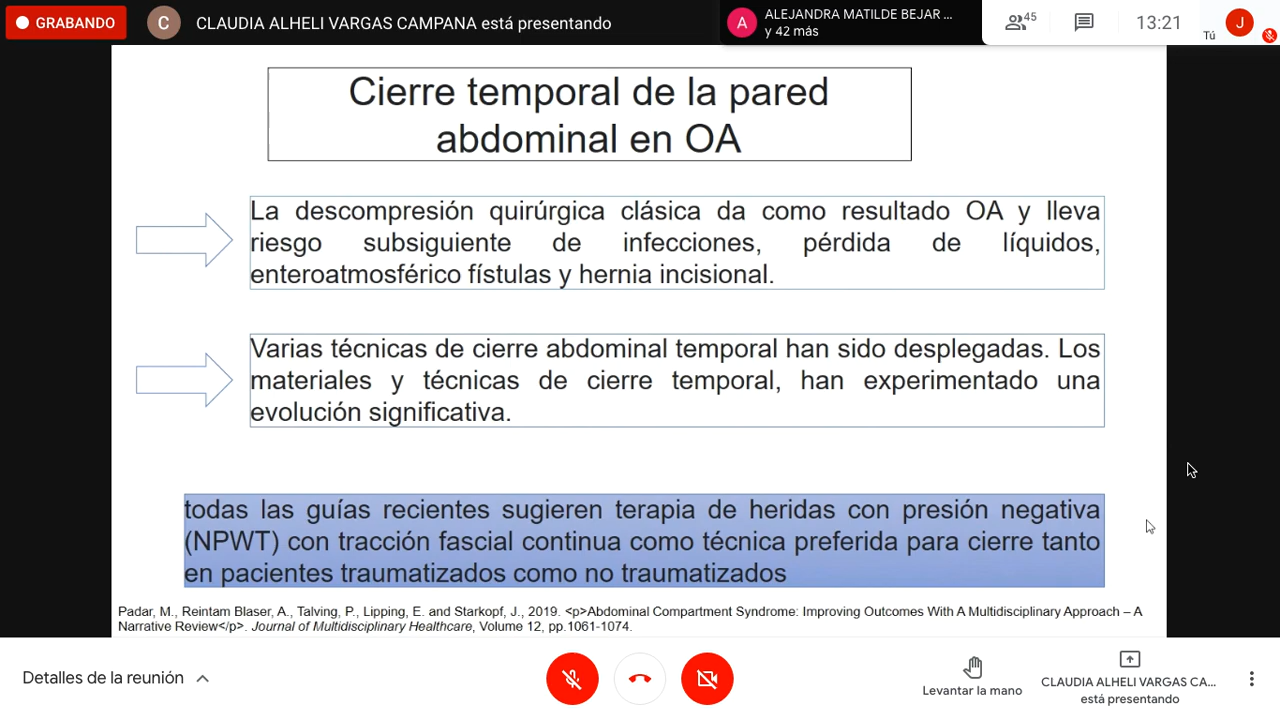 GRABANDO
C
CLAUDIA ALHELI VARGAS CAMPANA está presentando
A
ALEJANDRA MATILDE BEJAR ...
y 42 más
45
13:21
Tú
J
Cierre temporal de la pared
abdominal en OA
La descompresión quirúrgica clásica da como resultado OA y lleva
riesgo subsiguiente de infecciones, pérdida de líquidos,
enteroatmosférico fístulas y hernia incisional.
Varias técnicas de cierre abdominal temporal han sido desplegadas. Los
materiales y técnicas de cierre temporal, han experimentado una
evolución significativa.
todas las guías recientes sugieren terapia de heridas con presión negativa
(NPWT) con tracción fascial continua como técnica preferida para cierre tanto
en pacientes traumatizados como no traumatizados
Padar, M., Reintam Blaser, A., Talving, P., Lipping, E. and Starkopf, J., 2019. <p>Abdominal Compartment Syndrome: Improving Outcomes With A Multidisciplinary Approach – A
Narrative Review</p>. Journal of Multidisciplinary Healthcare, Volume 12, pp.1061-1074.
Detalles de la reunión
Levantar la mano
CLAUDIA ALHELI VARGAS CA...
está presentando